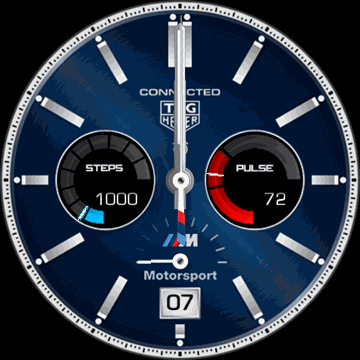 CONNECTED
TAG
HEUER
STEPS
1000
PULSE
72
M
Motorsport
07